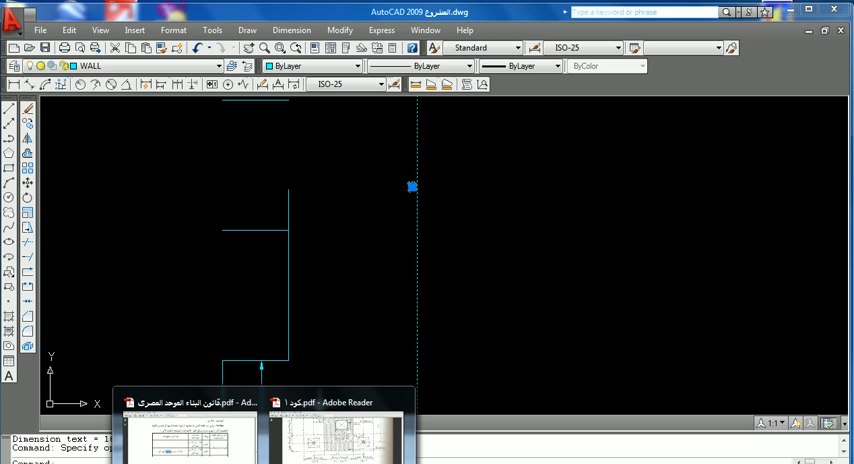 AutoCAD 2009 المشروع.dwg
Type a keyword or phrase
File Edit View Insert Format Tools Draw Dimension Modify Express Window Help
Standard ISO-25
WALL ByLayer ByLayer ByLayer ByColor
ISO-25
Y
X
قانون البناء الموحد المصرى.pdf - Ad...
كود ١.pdf - Adobe Reader
1:1
Command: Specify op
Command: